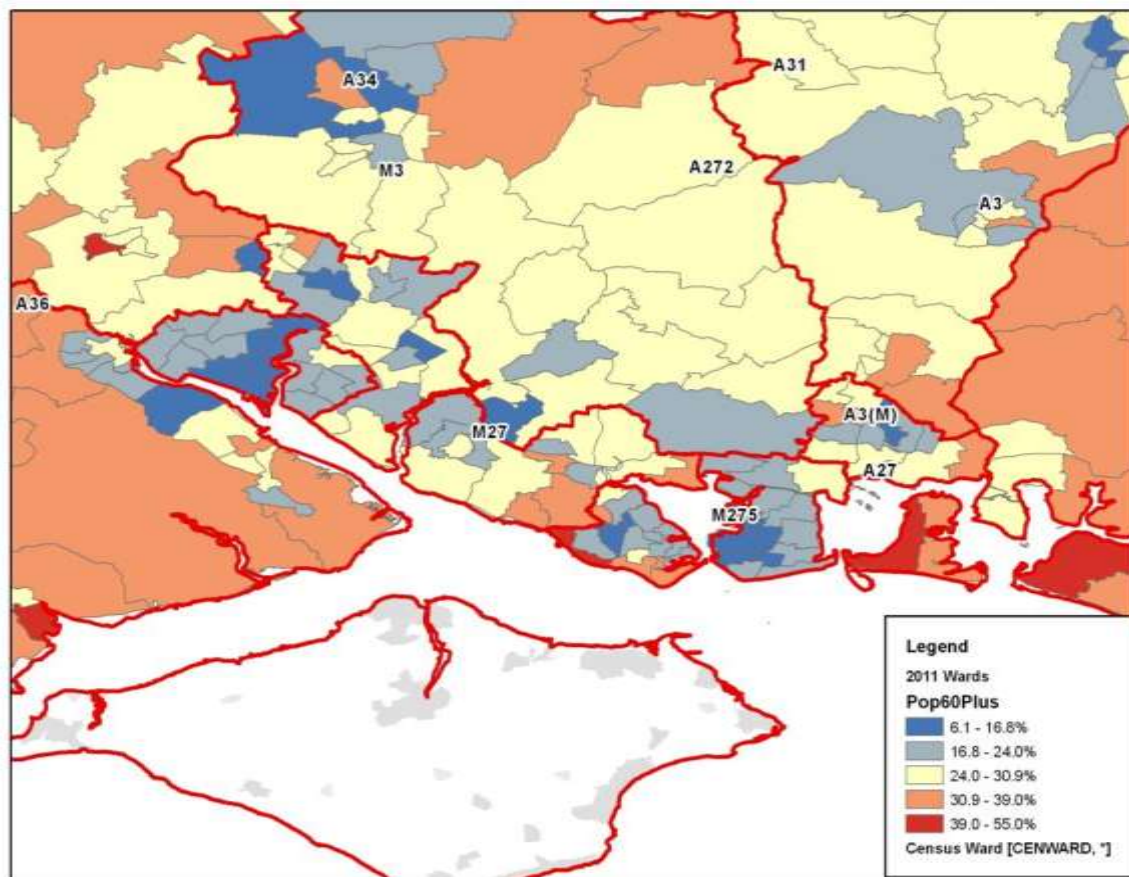 A31
A34
M3
A272
A3
A36
A3(M)
M27
A27
M275
Legend
2011 Wards
Pop60Plus
6.1 - 16.8%
16.8 - 24.0%
24.0 - 30.9%
30.9 - 39.0%
39.0 - 55.0%
Census Ward [CENWARD, "]